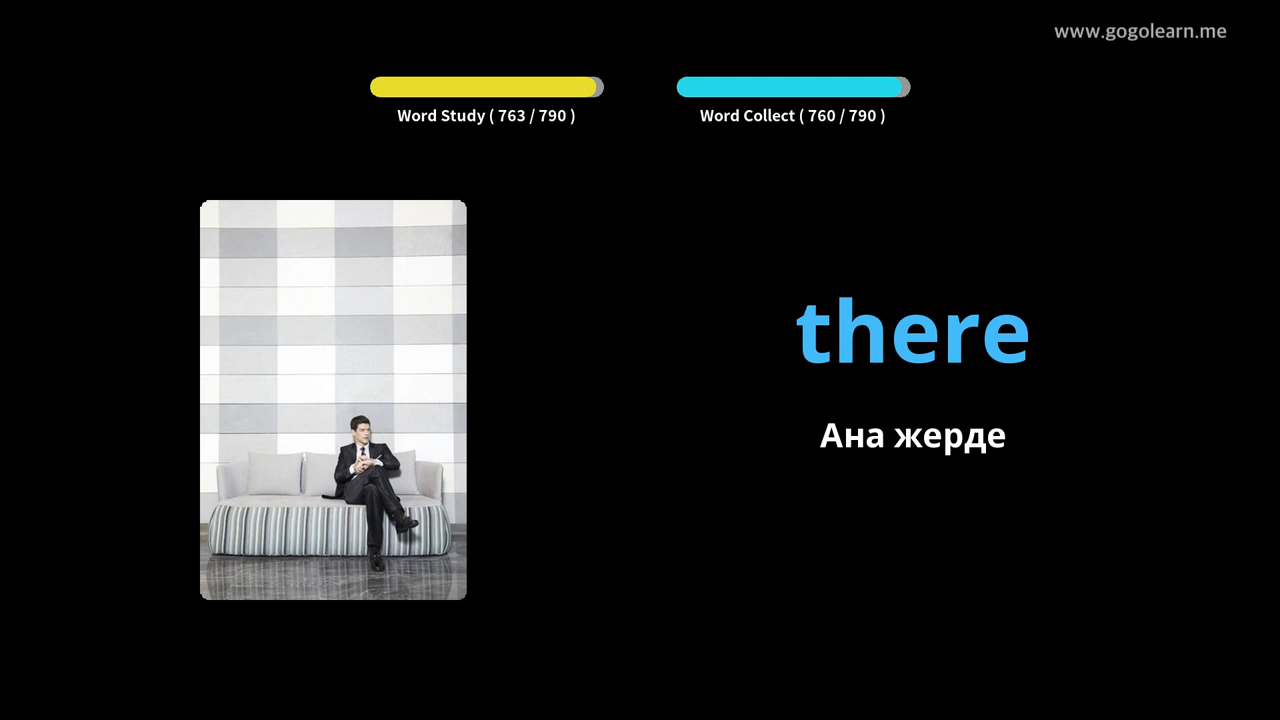 www.gogolearn.me
Word Study ( 763 / 790 )
Word Collect ( 760 / 790 )
there
Ана жерде